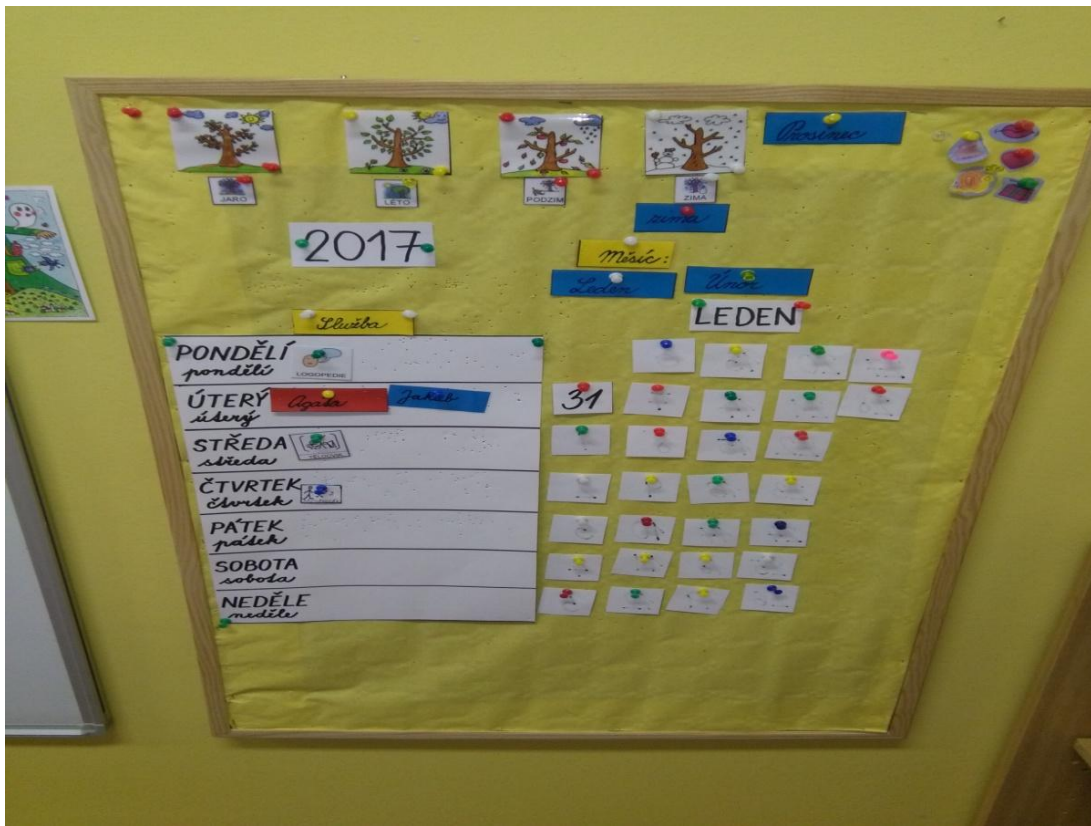 Prosinec
JARO
LÉTO
PODZIM
ZIMA
zima
2017
Měsíc:
Leden
Únor
LEDEN
Služba
PONDĚLÍ
pondělí
LOGOPEDIE
ÚTERÝ
úterý
Agata
Jakub
31
STŘEDA
středa
ČTVRTEK
čtvrtek
PÁTEK
pátek
SOBOTA
sobota
NEDĚLE
neděle